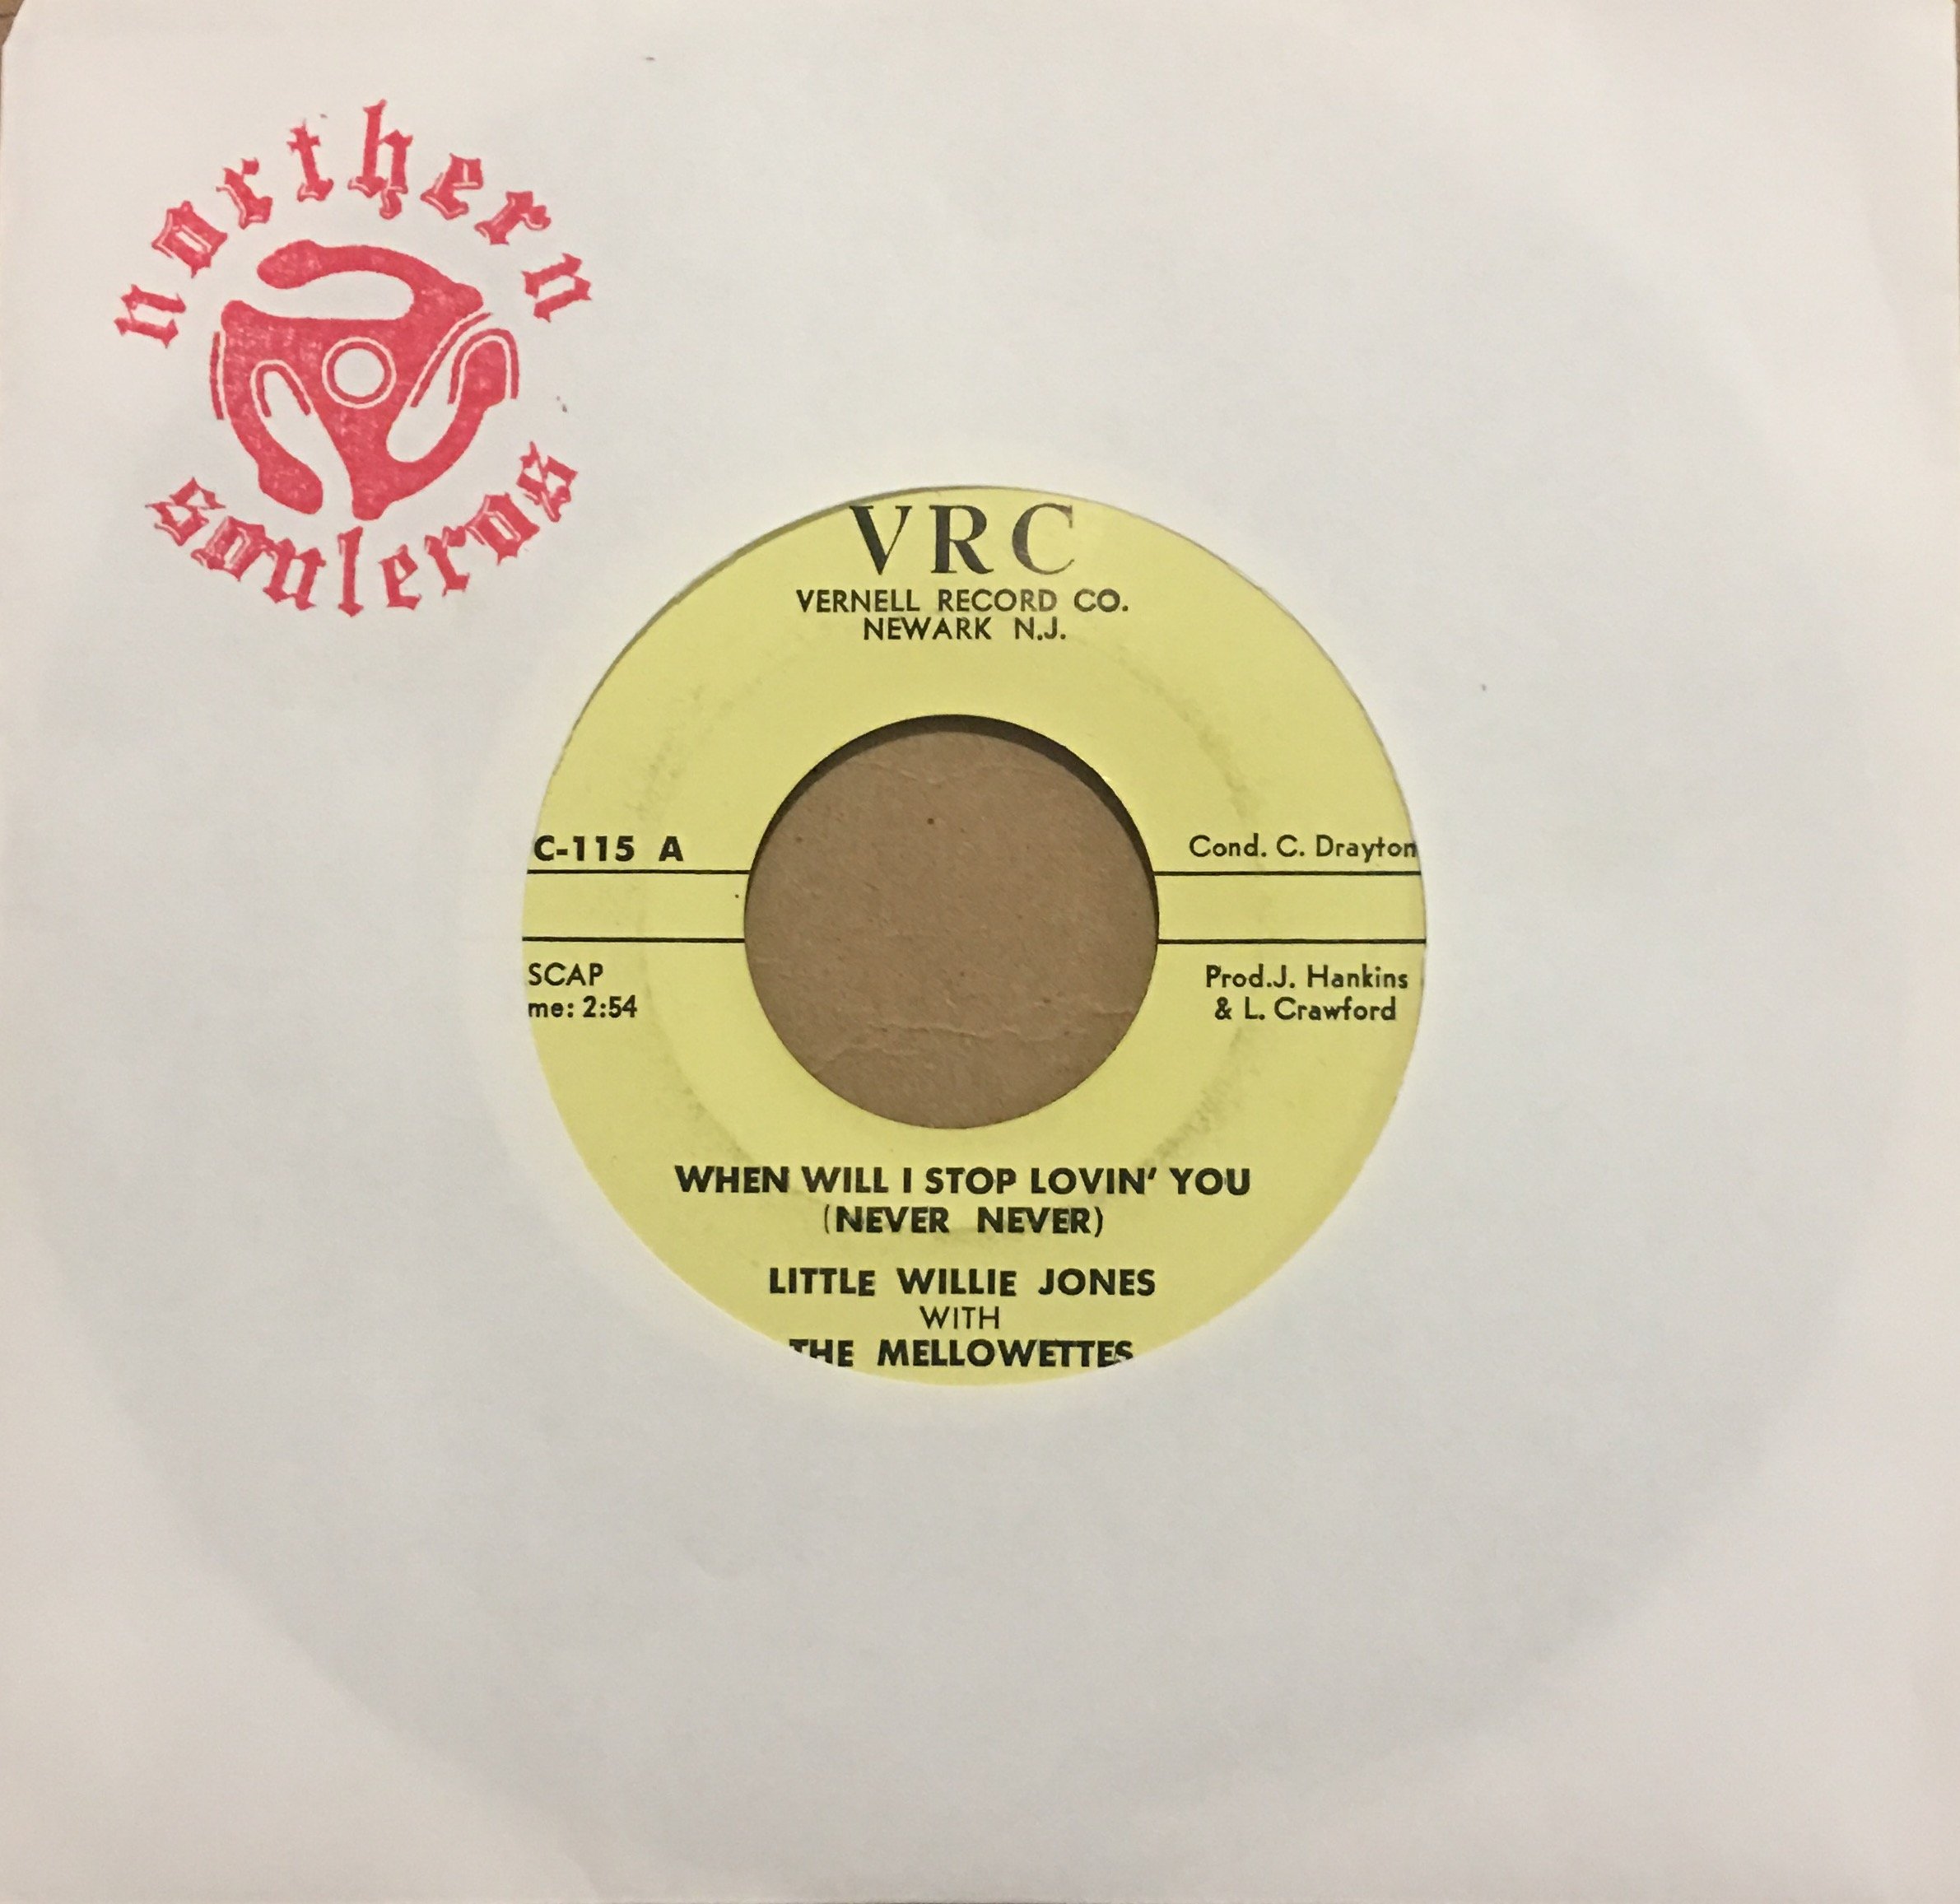 northern
souleros
VRC
VERNELL RECORD CO.
NEWARK N.J.
C-115 A
Cond. C. Drayton
SCAP
me: 2:54
Prod.J. Hankins
& L. Crawford
WHEN WILL I STOP LOVIN' YOU
(NEVER NEVER)
LITTLE WILLIE JONES
WITH
THE MELLOWETTES